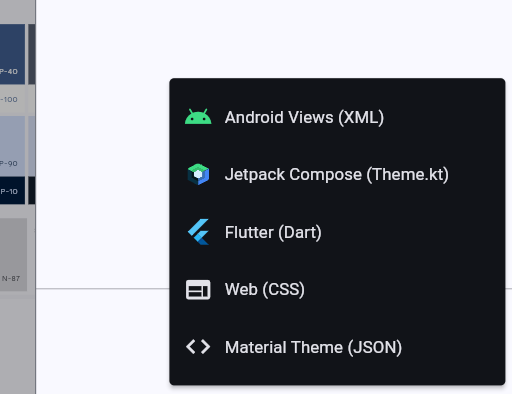 P-40
-100
P-90
P-10
N-87
Android Views (XML)
Jetpack Compose (Theme.kt)
Flutter (Dart)
Web (CSS)
Material Theme (JSON)